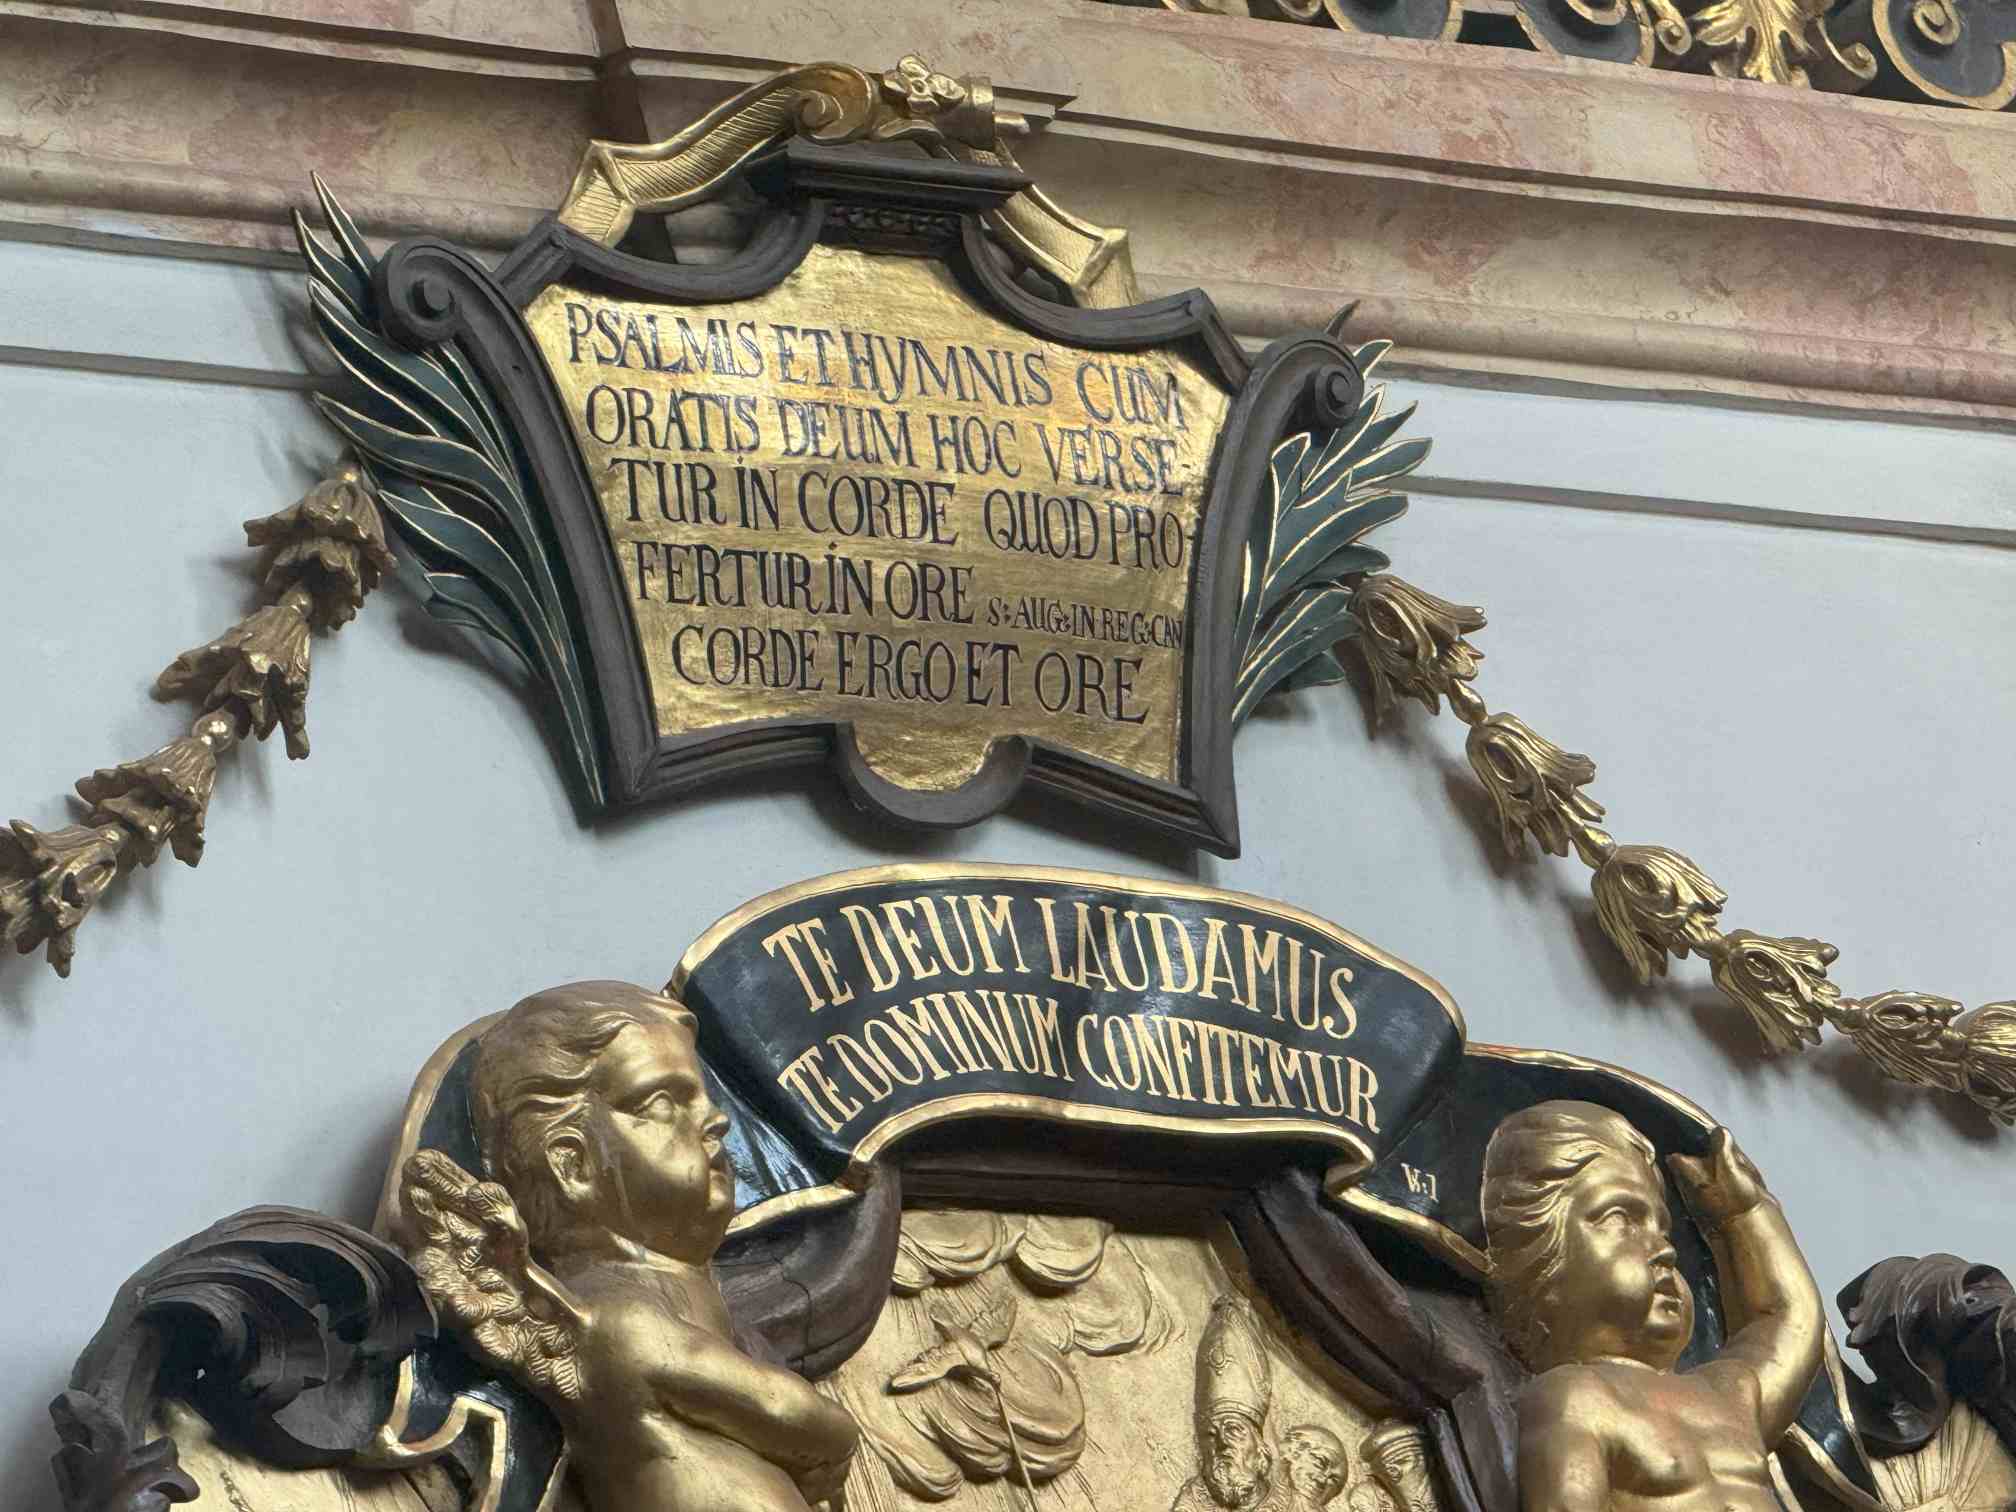 PSALMIS ET HYMNIS CUM
ORATIS DEUM HOC VERSE-
TUR IN CORDE QUOD PRO-
FERTUR IN ORE S: AUG: IN REG: CAN
CORDE ERGO ET ORE
TE DEUM LAUDAMUS
TE DOMINUM CONFITEMUR
V:1